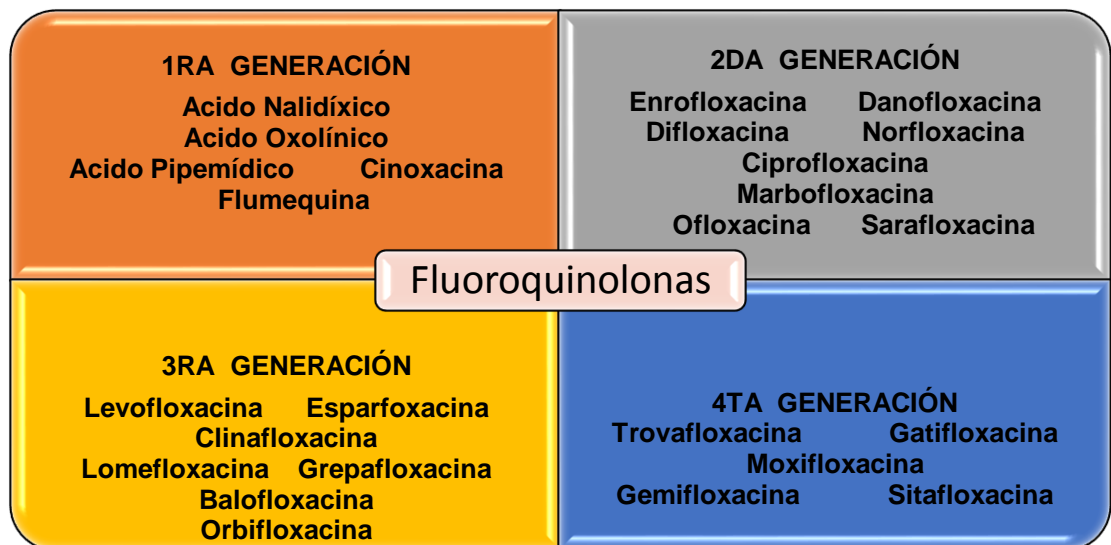 1RA GENERACIÓN
Acido Nalidíxico
Acido Oxolínico
Acido Pipemídico Cinoxacina
Flumequina
2DA GENERACIÓN
Enrofloxacina Danofloxacina
Difloxacina Norfloxacina
Ciprofloxacina
Marbofloxacina
Ofloxacina Sarafloxacina
Fluoroquinolonas
3RA GENERACIÓN
Levofloxacina Esparfoxacina
Clinafloxacina
Lomefloxacina Grepafloxacina
Balofloxacina
Orbifloxacina
4TA GENERACIÓN
Trovafloxacina Gatifloxacina
Moxifloxacina
Gemifloxacina Sitafloxacina